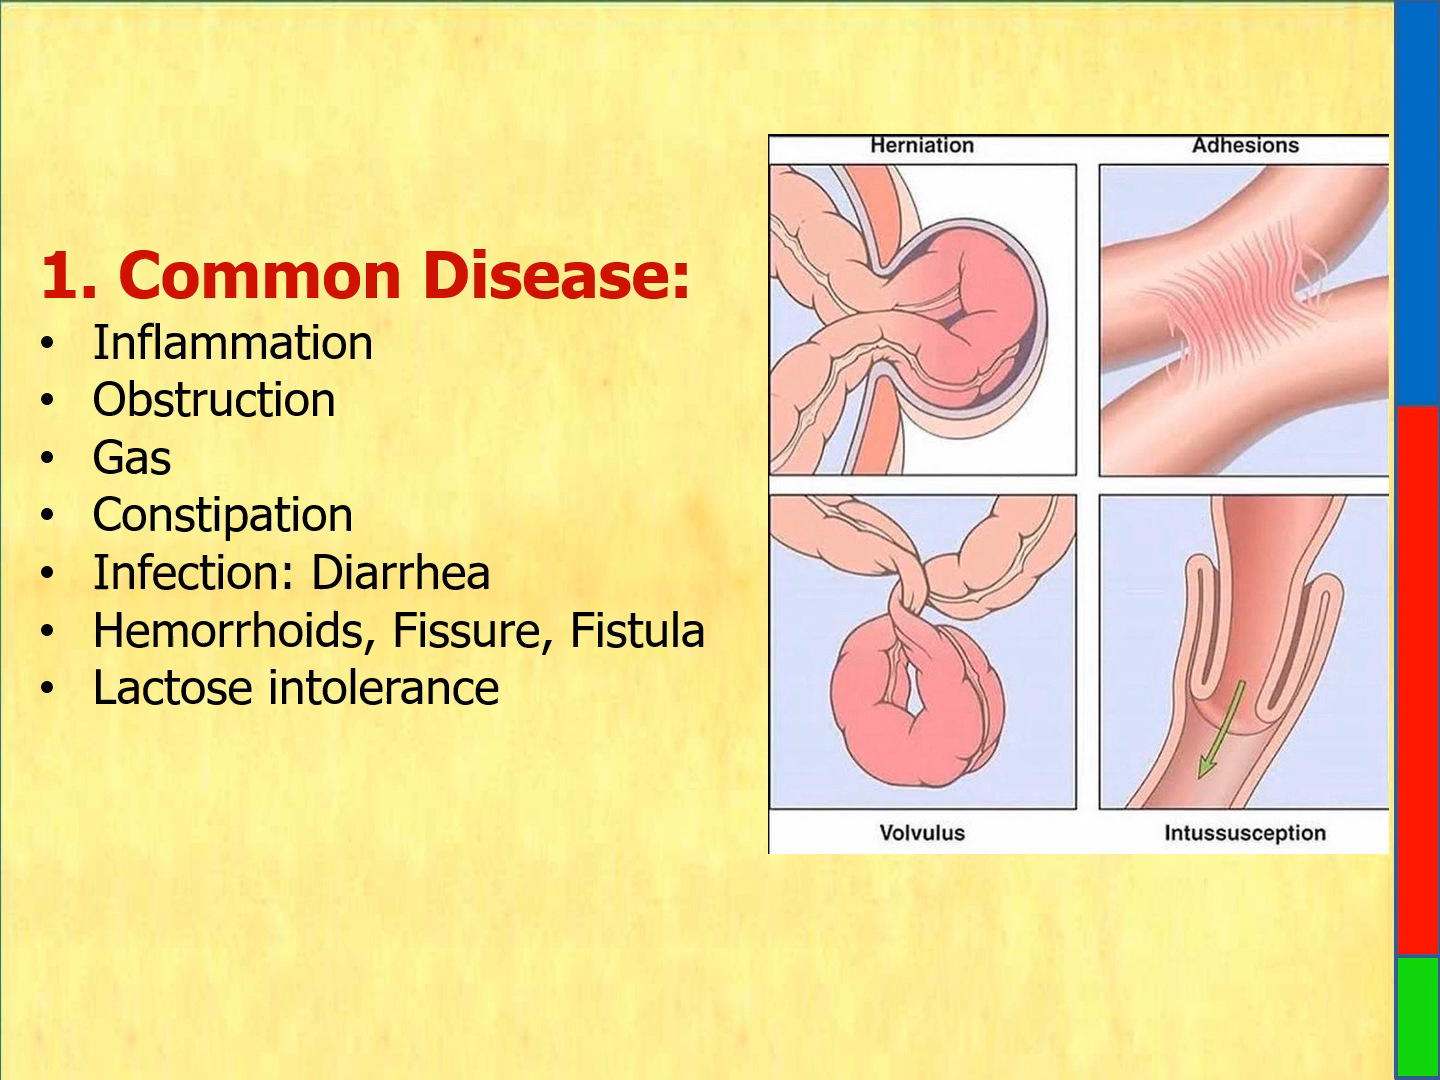 1. Common Disease:
• Inflammation
• Obstruction
• Gas
• Constipation
• Infection: Diarrhea
• Hemorrhoids, Fissure, Fistula
• Lactose intolerance
Herniation
Adhesions
Volvulus
Intussusception